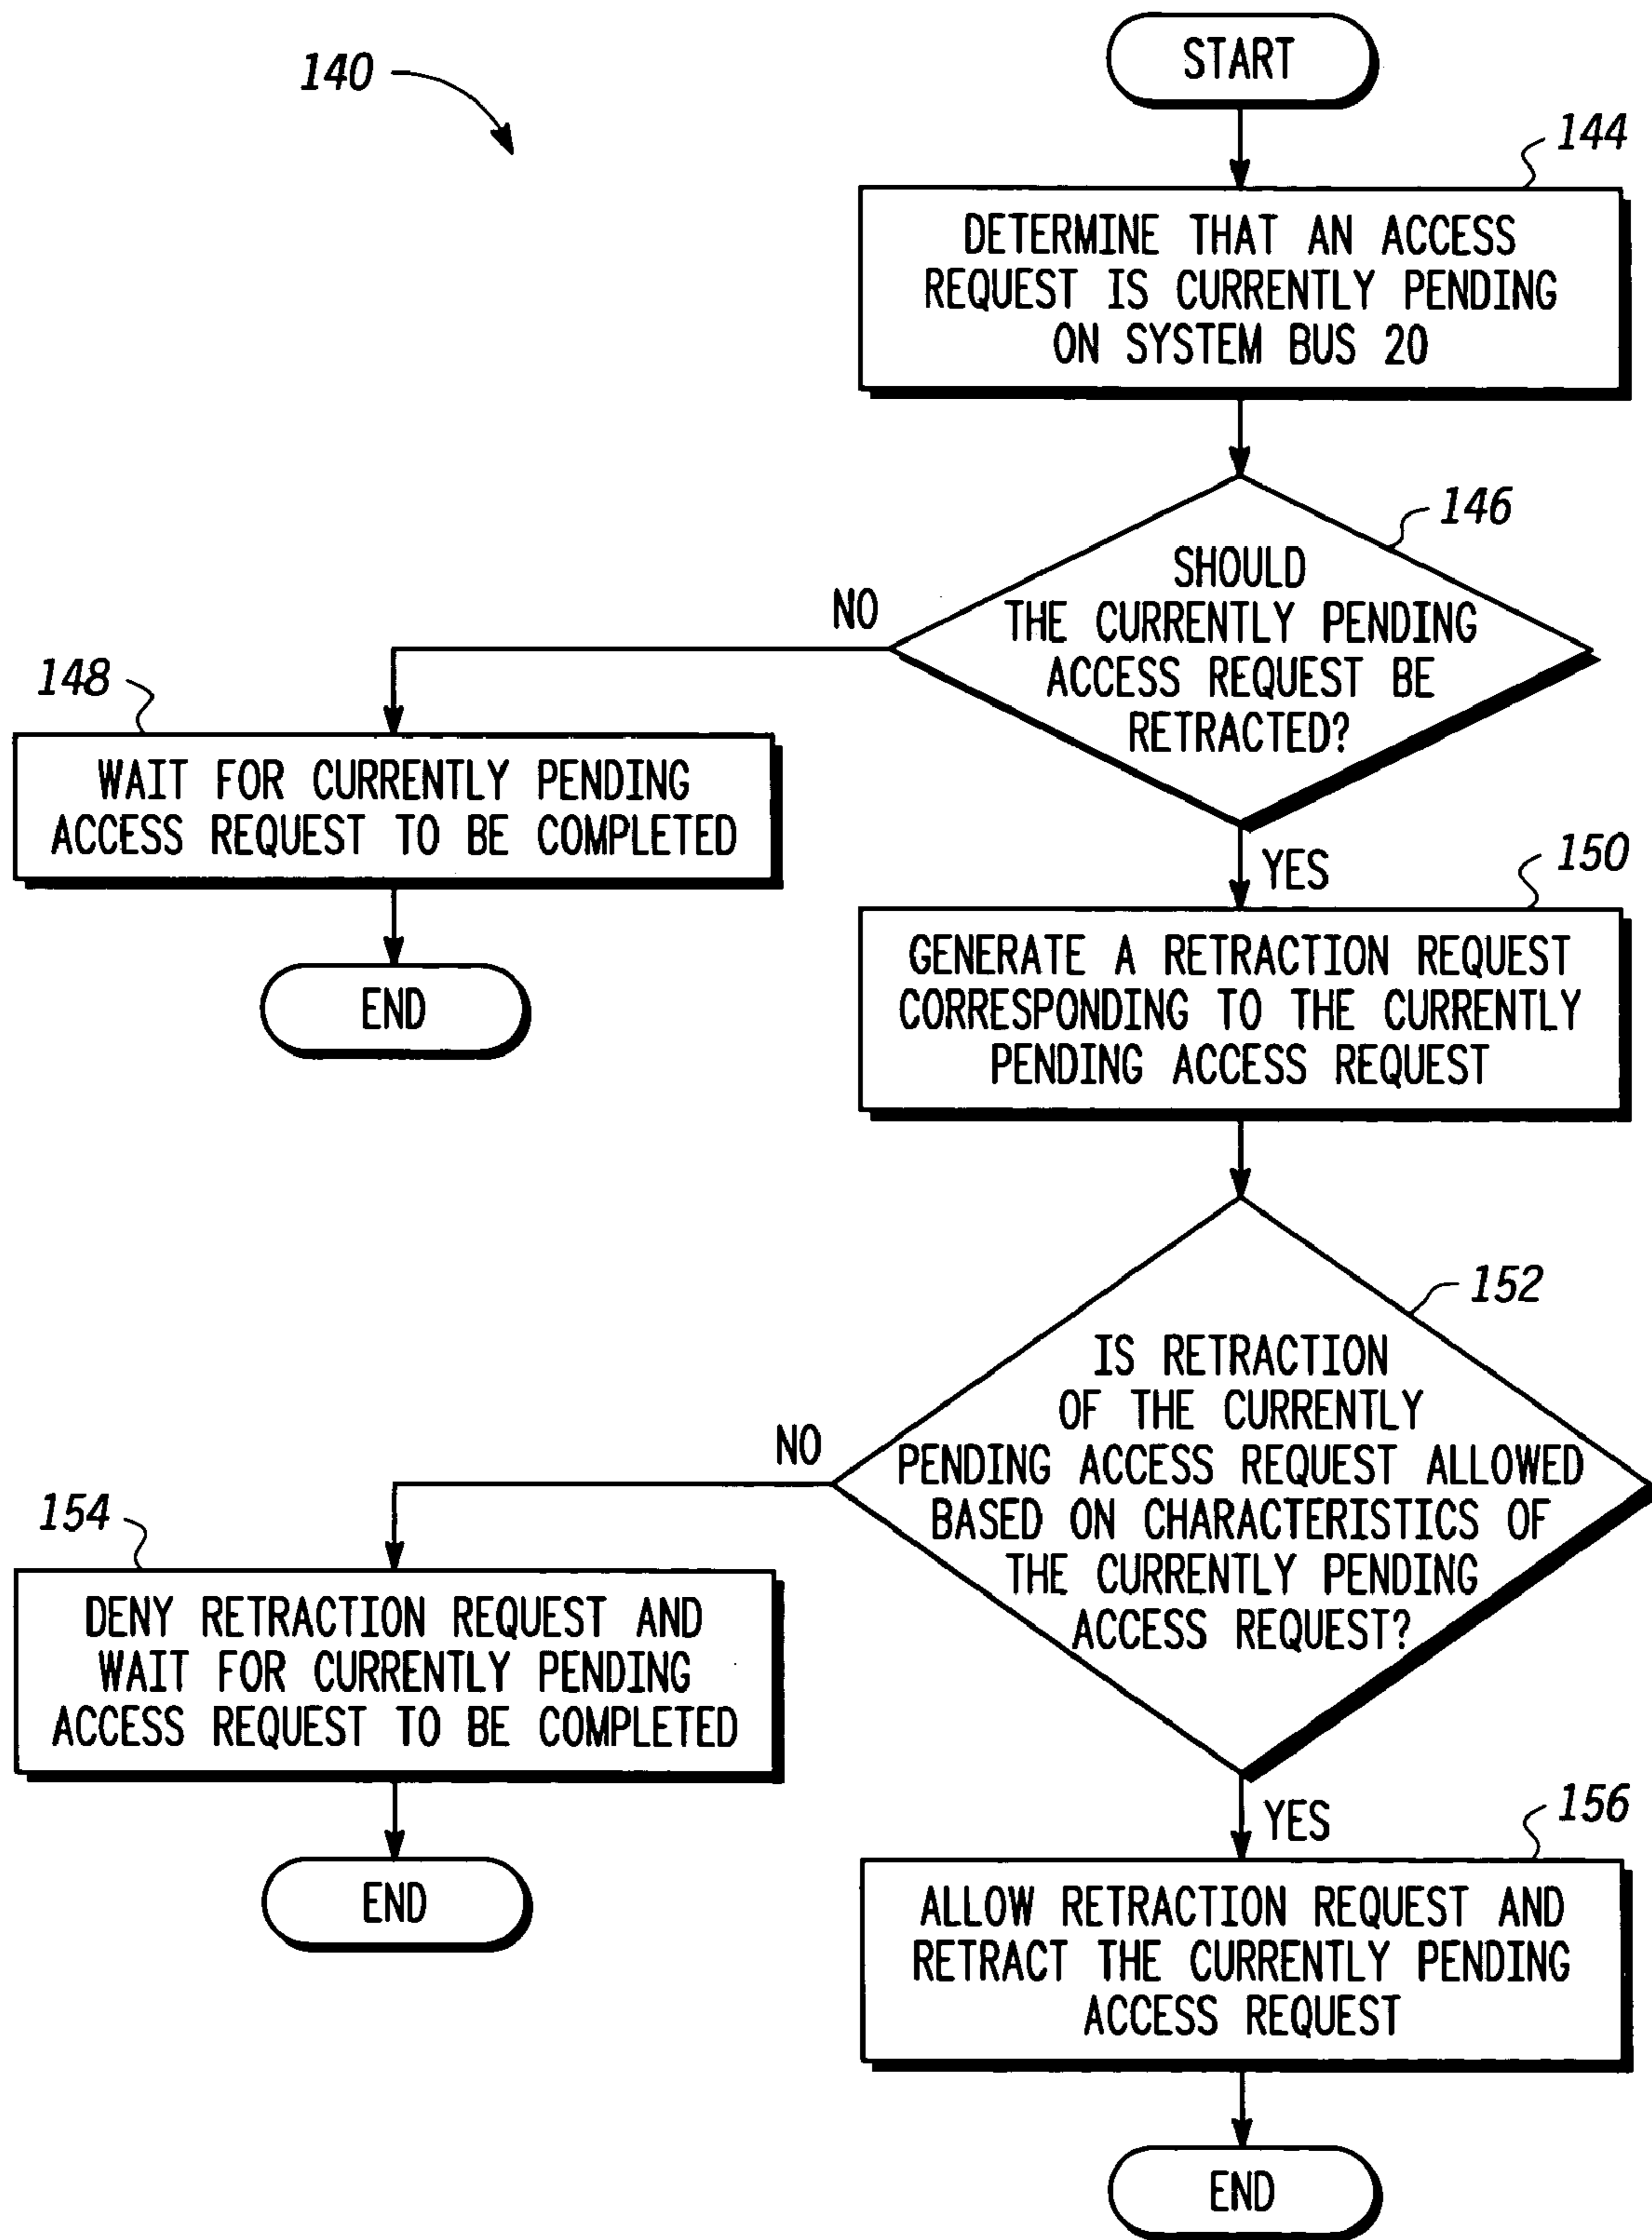 140
START
144
DETERMINE THAT AN ACCESS
REQUEST IS CURRENTLY PENDING
ON SYSTEM BUS 20
146
SHOULD
THE CURRENTLY PENDING
ACCESS REQUEST BE
RETRACTED?
NO
148
WAIT FOR CURRENTLY PENDING
ACCESS REQUEST TO BE COMPLETED
END
YES
150
GENERATE A RETRACTION REQUEST
CORRESPONDING TO THE CURRENTLY
PENDING ACCESS REQUEST
152
IS RETRACTION
OF THE CURRENTLY
PENDING ACCESS REQUEST ALLOWED
BASED ON CHARACTERISTICS OF
THE CURRENTLY PENDING
ACCESS REQUEST?
NO
154
DENY RETRACTION REQUEST AND
WAIT FOR CURRENTLY PENDING
ACCESS REQUEST TO BE COMPLETED
END
YES
156
ALLOW RETRACTION REQUEST AND
RETRACT THE CURRENTLY PENDING
ACCESS REQUEST
END